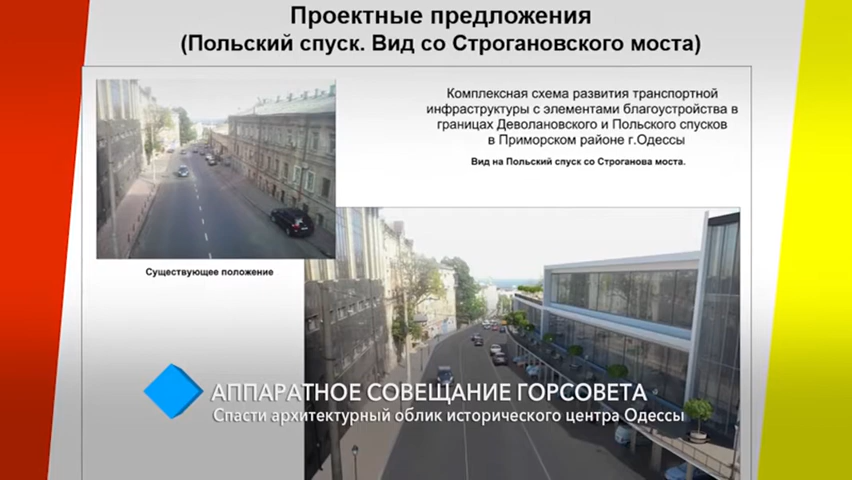 Проектные предложения
(Польский спуск. Вид со Строгановского моста)
Комплексная схема развития транспортной
инфраструктуры с элементами благоустройства в
границах Деволановского и Польского спусков
в Приморском районе г.Одессы
Вид на Польский спуск со Строганова моста.
Существующее положение
АППАРАТНОЕ СОВЕЩАНИЕ ГОРСОВЕТА
Спасти архитектурный облик исторического центра Одессы